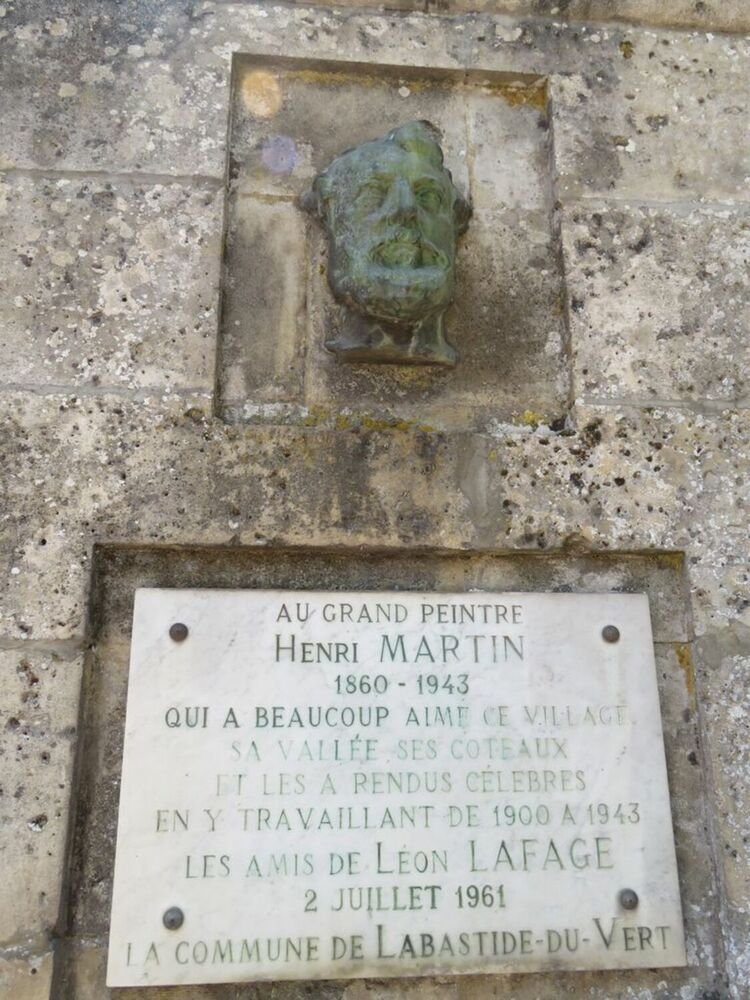 AU GRAND PEINTRE
HENRI MARTIN
1860 - 1943
QUI A BEAUCOUP AIMÉ CE VILLAGE
SA VALLÉE SES COTEAUX
ET LES A RENDUS CÉLEBRES
EN Y TRAVAILLANT DE 1900 A 1943
LES AMIS DE LÉON LAFAGE
2 JUILLET 1961
LA COMMUNE DE LABASTIDE-DU-VERT